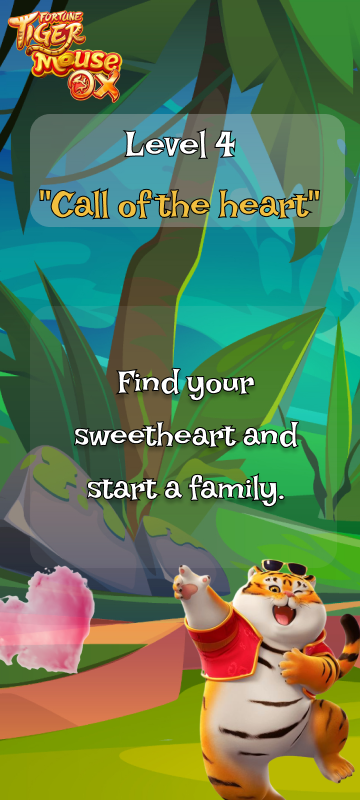 FORTUNE
TIGER
Mouse
OX
Level 4
"Call of the heart"
Find your
sweetheart and
start a family.